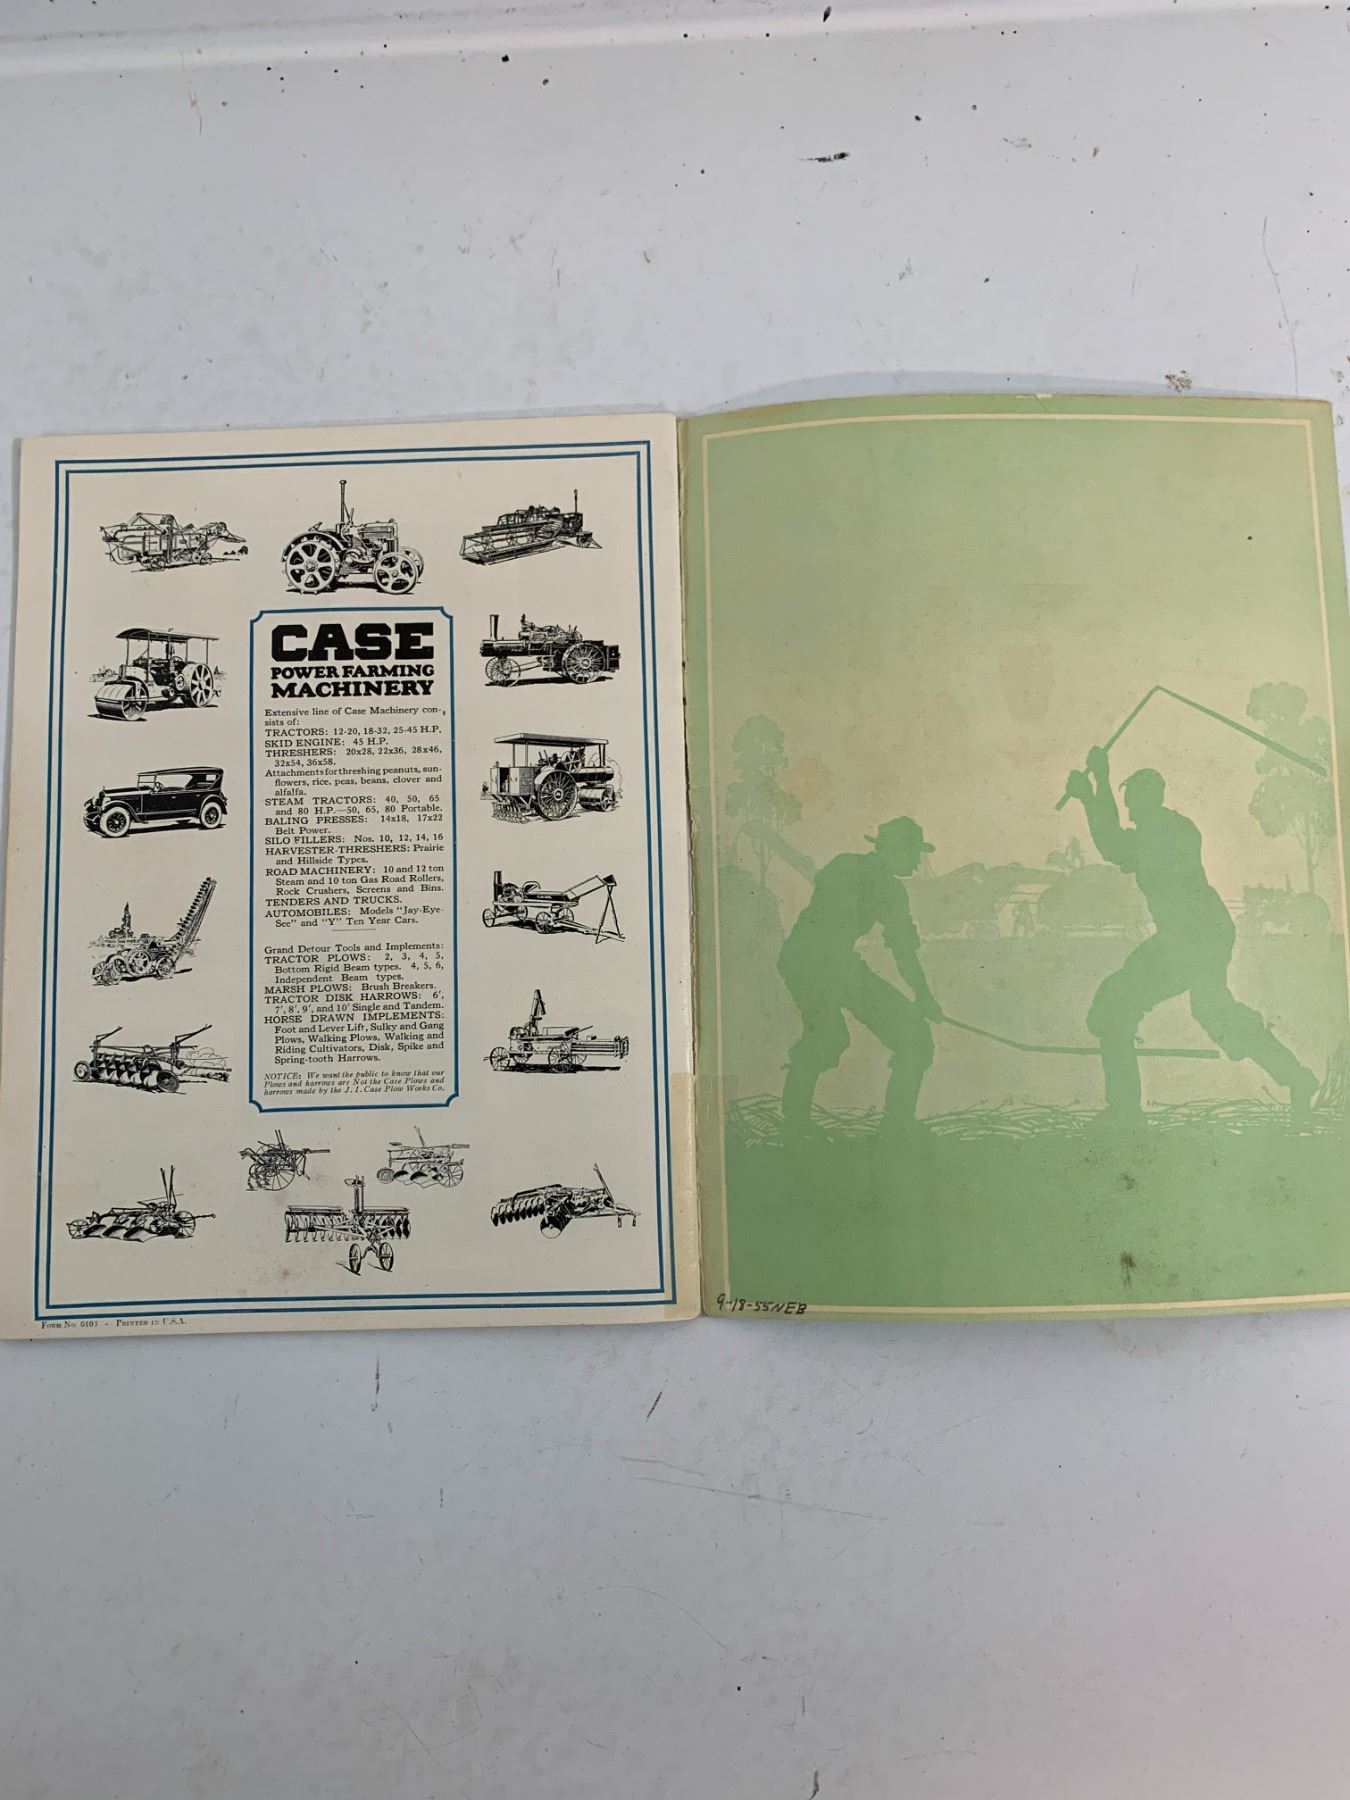 CASE
POWER FARMING
MACHINERY
Extensive line of Case Machinery con-
sists of:
TRACTORS: 12-20, 18-32, 25-45 H.P.
SKID ENGINE: 45 H.P.
THRESHERS: 20x28, 22x36, 28x46,
32x54, 36x58.
Attachments for threshing peanuts, sun-
flowers, rice, peas, beans, clover and
alfalfa.
STEAM TRACTORS: 40, 50, 65
and 80 H.P.—50, 65, 80 Portable.
BALING PRESSES: 14x18, 17x22
Belt Power.
SILO FILLERS: Nos. 10, 12, 14, 16
HARVESTER-THRESHERS: Prairie
and Hillside Types.
ROAD MACHINERY: 10 and 12 ton
Steam and 10 ton Gas Road Rollers,
Rock Crushers, Screens and Bins.
TENDERS AND TRUCKS.
AUTOMOBILES: Models "Jay-Eye-
See" and "Y" Ten Year Cars.
Grand Detour Tools and Implements:
TRACTOR PLOWS: 2, 3, 4, 5,
Bottom Rigid Beam types. 4, 5, 6,
Independent Beam types.
MARSH PLOWS: Brush Breakers.
TRACTOR DISK HARROWS: 6',
7', 8', 9', and 10' Single and Tandem.
HORSE DRAWN IMPLEMENTS:
Foot and Lever Lift, Sulky and Gang
Plows, Walking Plows, Walking and
Riding Cultivators, Disk, Spike and
Spring-tooth Harrows.
NOTICE: We want the public to know that our
Plows and harrows are Not the Case Plows and
harrows made by the J. I. Case Plow Works Co.
FORM NO. 6103 - PRINTED IN U.S.A.
9-18-55NEB